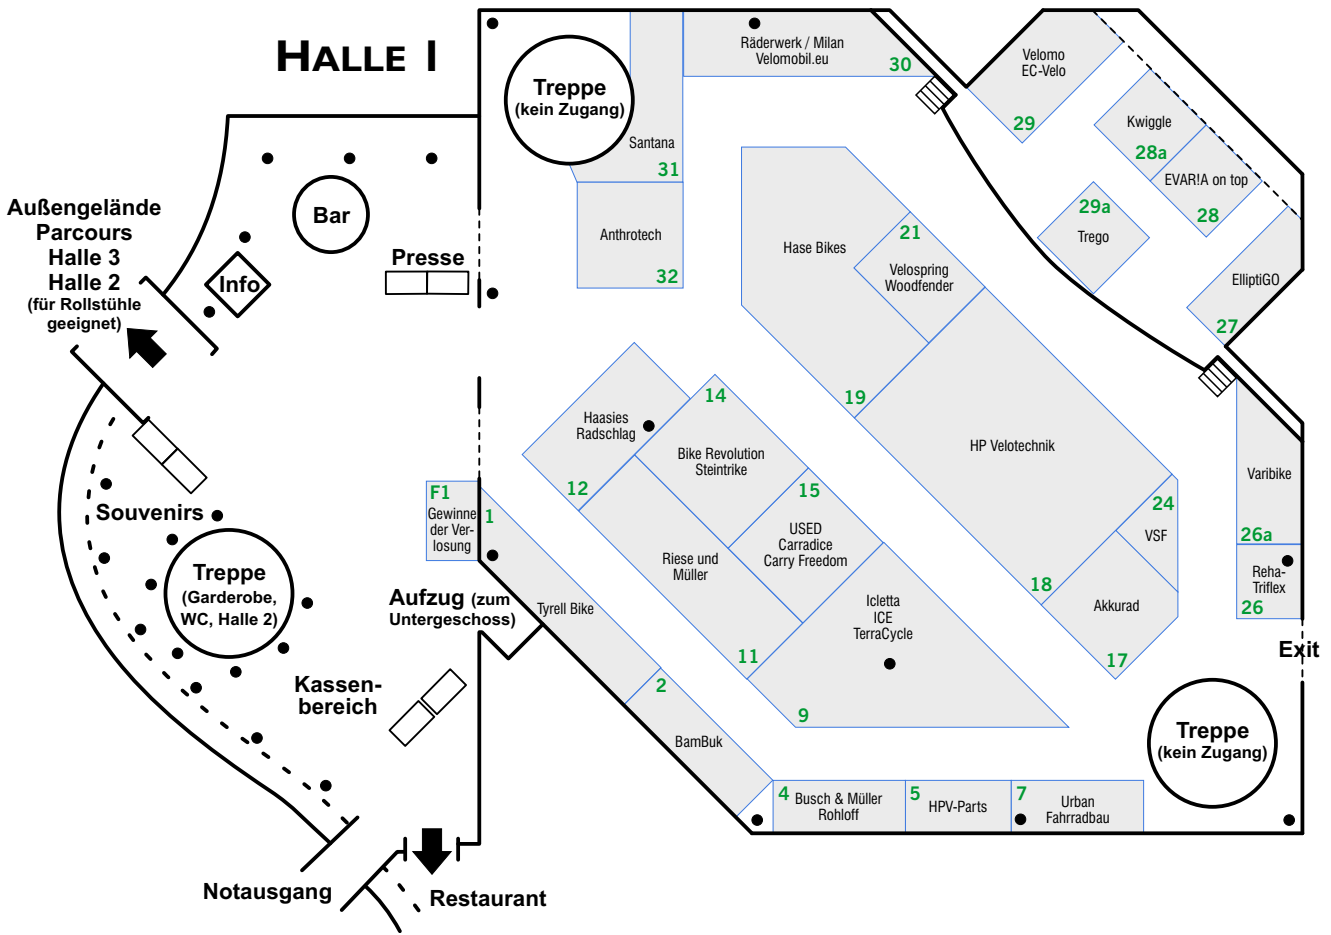 HALLE 1
Treppe
(kein Zugang)
Räderwerk / Milan
Velomobil.eu
30
Velomo
EC-Velo
29
Kwiggle
28a
EVAR!A on top
28
29a
Trego
ElliptiGO
27
Santana
31
Anthrotech
32
Bar
Info
Presse
Außengelände
Parcours
Halle 3
Halle 2
(für Rollstühle
geeignet)
Hase Bikes
19
21
Velospring
Woodfender
HP Velotechnik
18
24
VSF
Akkurad
17
Varibike
26a
Reha-
Triflex
26
Exit
Haasies
Radschlag
12
14
Bike Revolution
Steintrike
15
USED
Carradice
Carry Freedom
Riese und
Müller
11
Icletta
ICE
TerraCycle
9
F1
Gewinne
der Ver-
losung
1
Tyrell Bike
2
BamBuk
4
Busch & Müller
Rohloff
5
HPV-Parts
7
Urban
Fahrradbau
Treppe
(kein Zugang)
Souvenirs
Treppe
(Garderobe,
WC, Halle 2)
Aufzug (zum
Untergeschoss)
Kassen-
bereich
Notausgang
Restaurant